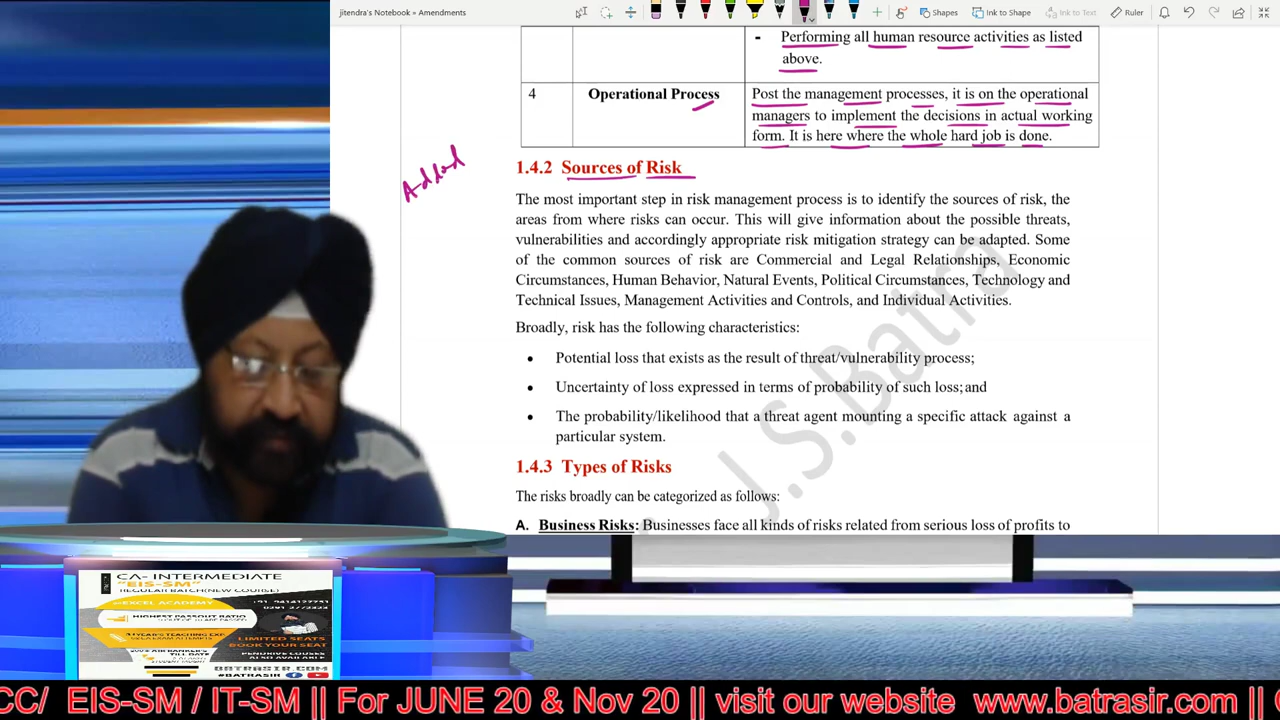 jitendra's Notebook » Amendments
Shapes
Ink to Shape
Ink to Text
Ruler
- Performing all human resource activities as listed
above.
4 Operational Process Post the management processes, it is on the operational
managers to implement the decisions in actual working
form. It is here where the whole hard job is done.
Added
1.4.2 Sources of Risk
The most important step in risk management process is to identify the sources of risk, the
areas from where risks can occur. This will give information about the possible threats,
vulnerabilities and accordingly appropriate risk mitigation strategy can be adapted. Some
of the common sources of risk are Commercial and Legal Relationships, Economic
Circumstances, Human Behavior, Natural Events, Political Circumstances, Technology and
Technical Issues, Management Activities and Controls, and Individual Activities.
Broadly, risk has the following characteristics:
• Potential loss that exists as the result of threat/vulnerability process;
• Uncertainty of loss expressed in terms of probability of such loss; and
• The probability/likelihood that a threat agent mounting a specific attack against a
particular system.
J.S.Batra
1.4.3 Types of Risks
The risks broadly can be categorized as follows:
A. Business Risks: Businesses face all kinds of risks related from serious loss of profits to
CA- INTERMEDIATE
"EIS-SM"
REGULAR BATCH(NEW COURSE)
EXCEL ACADEMY
HIGHEST PASSOUT RATIO
LIMITED SEATS
BOOK YOUR SEAT
PENDRIVE COURSE
ALSO AVAILABLE
BATRASIR.COM
#BATRASIR
CC/ EIS-SM / IT-SM || For JUNE 20 & Nov 20 || visit our website www.batrasir.com ||